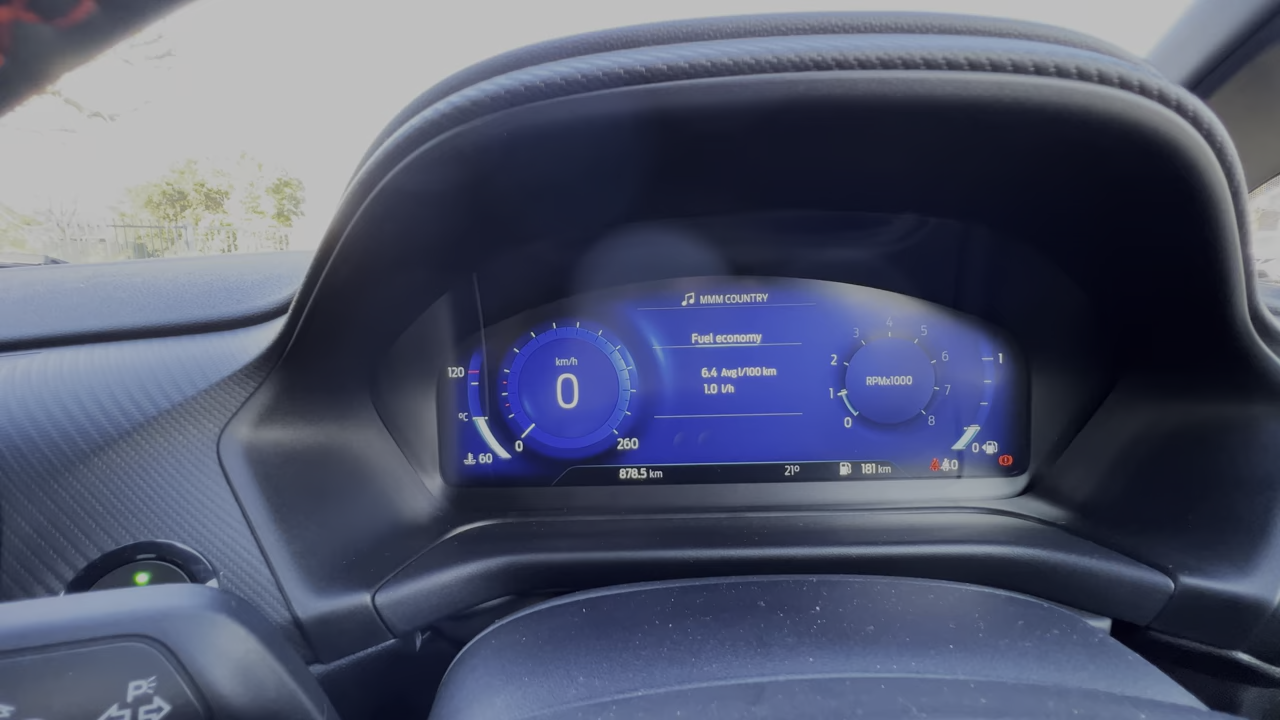 MMM COUNTRY
Fuel economy
6.4 Avg l/100 km
1.0 l/h
km/h
0
0
260
120
°C
60
RPMx1000
0
1
2
3
4
5
6
7
8
1
0
878.5 km
21°
181 km
P